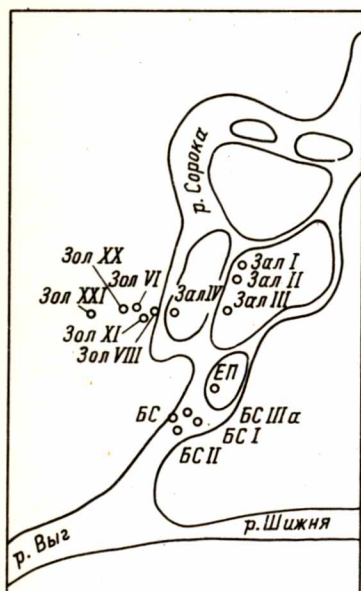 р. Сорока
Зол XX
Зол VI
Зол XXI
Зол XI
Зол VIII
Зал IV
Зал I
Зал II
Зал III
ЕП
БС
БС III а
БС I
БС II
р. Выг
р. Шижня